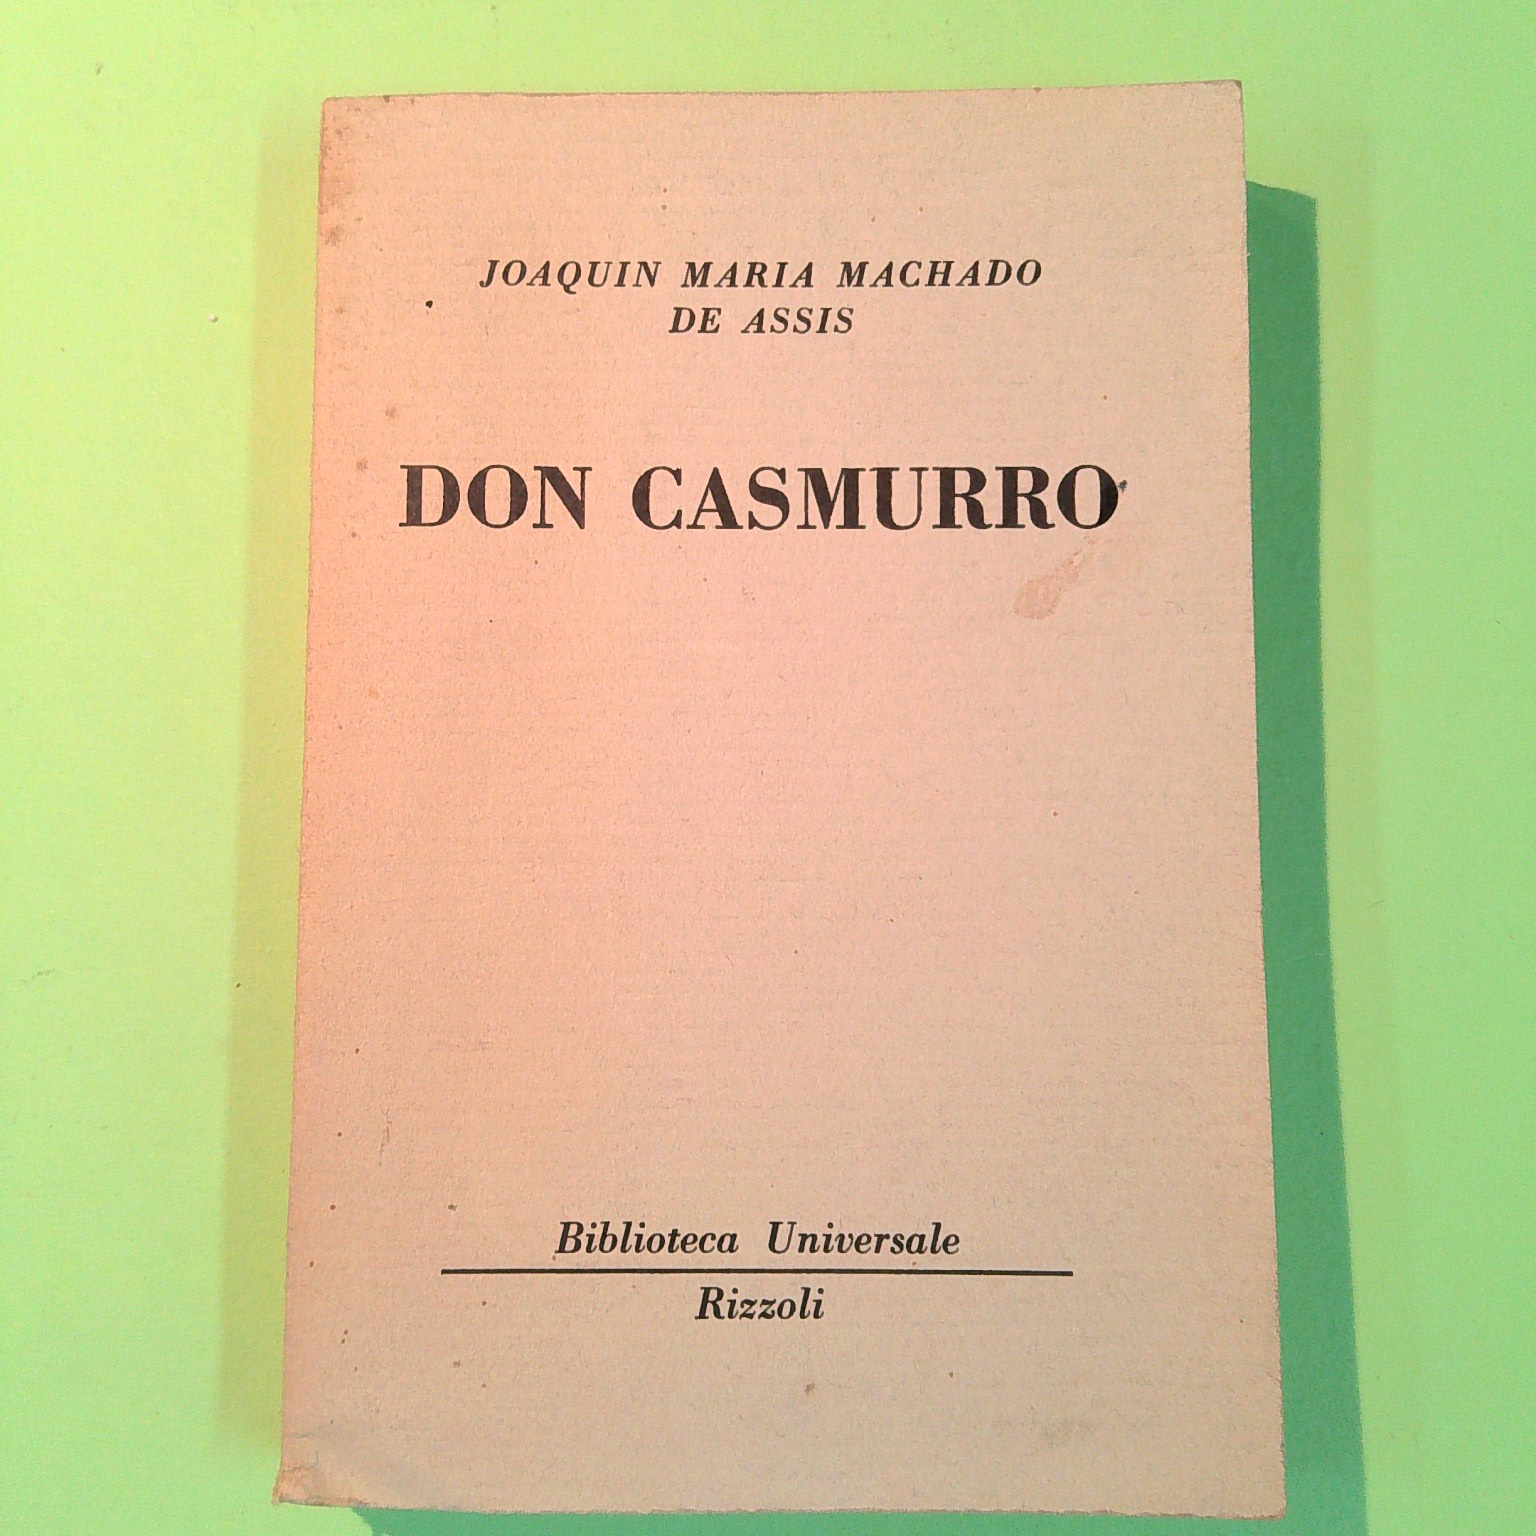 JOAQUIN MARIA MACHADO
DE ASSIS
DON CASMURRO
Biblioteca Universale
Rizzoli